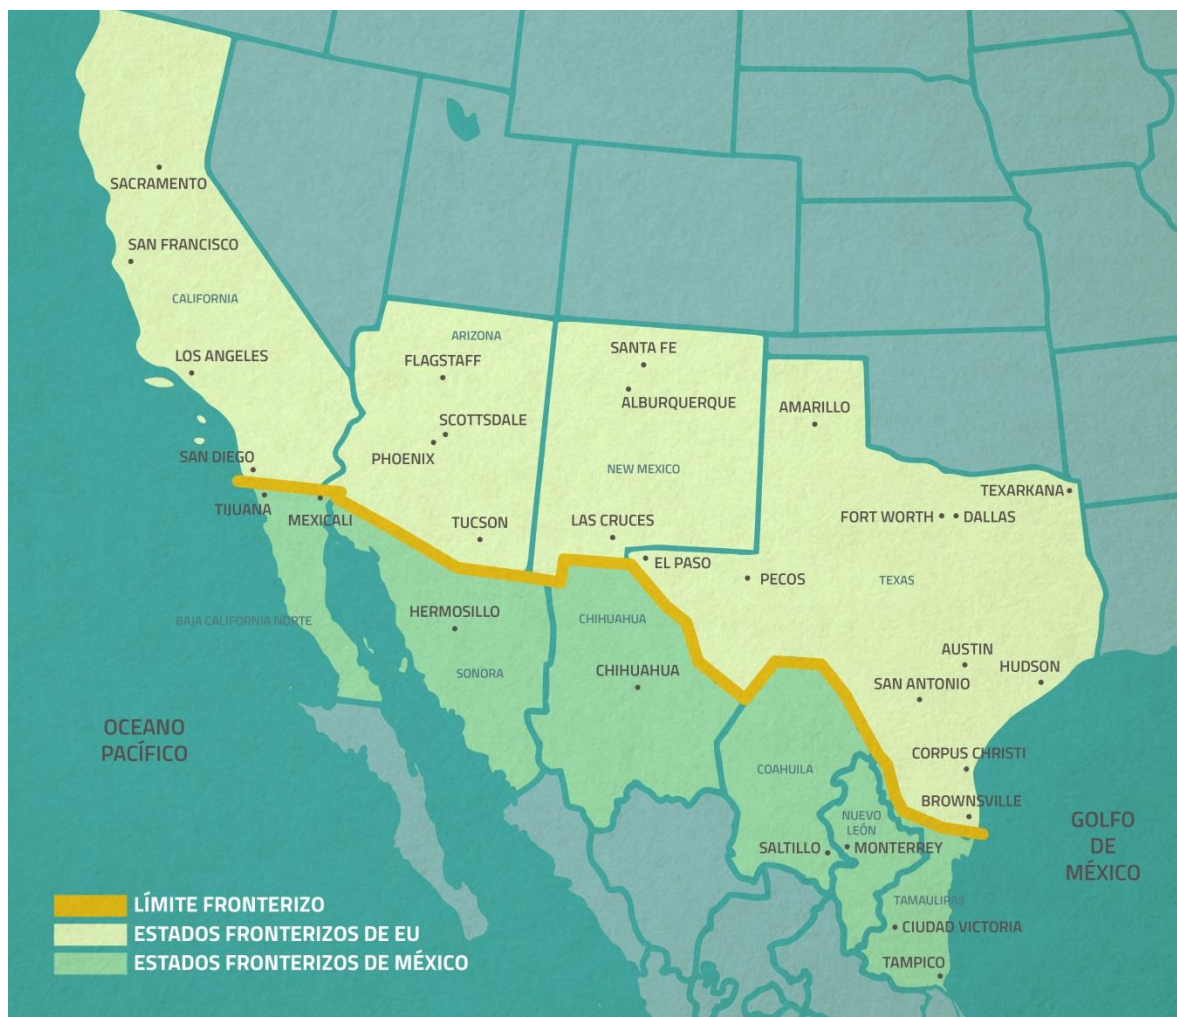 SACRAMENTO
SAN FRANCISCO
CALIFORNIA
LOS ANGELES
SAN DIEGO
TIJUANA
MEXICALI
ARIZONA
FLAGSTAFF
SCOTTSDALE
PHOENIX
TUCSON
SANTA FE
ALBURQUERQUE
NEW MEXICO
LAS CRUCES
AMARILLO
TEXARKANA
FORT WORTH
DALLAS
EL PASO
PECOS
TEXAS
AUSTIN
HUDSON
SAN ANTONIO
CORPUS CHRISTI
BROWNSVILLE
BAJA CALIFORNIA NORTE
HERMOSILLO
SONORA
CHIHUAHUA
CHIHUAHUA
COAHUILA
NUEVO
LEÓN
SALTILLO
MONTERREY
TAMAULIPAS
CIUDAD VICTORIA
TAMPICO
OCEANO
PACÍFICO
GOLFO
DE
MÉXICO
LÍMITE FRONTERIZO
ESTADOS FRONTERIZOS DE EU
ESTADOS FRONTERIZOS DE MÉXICO